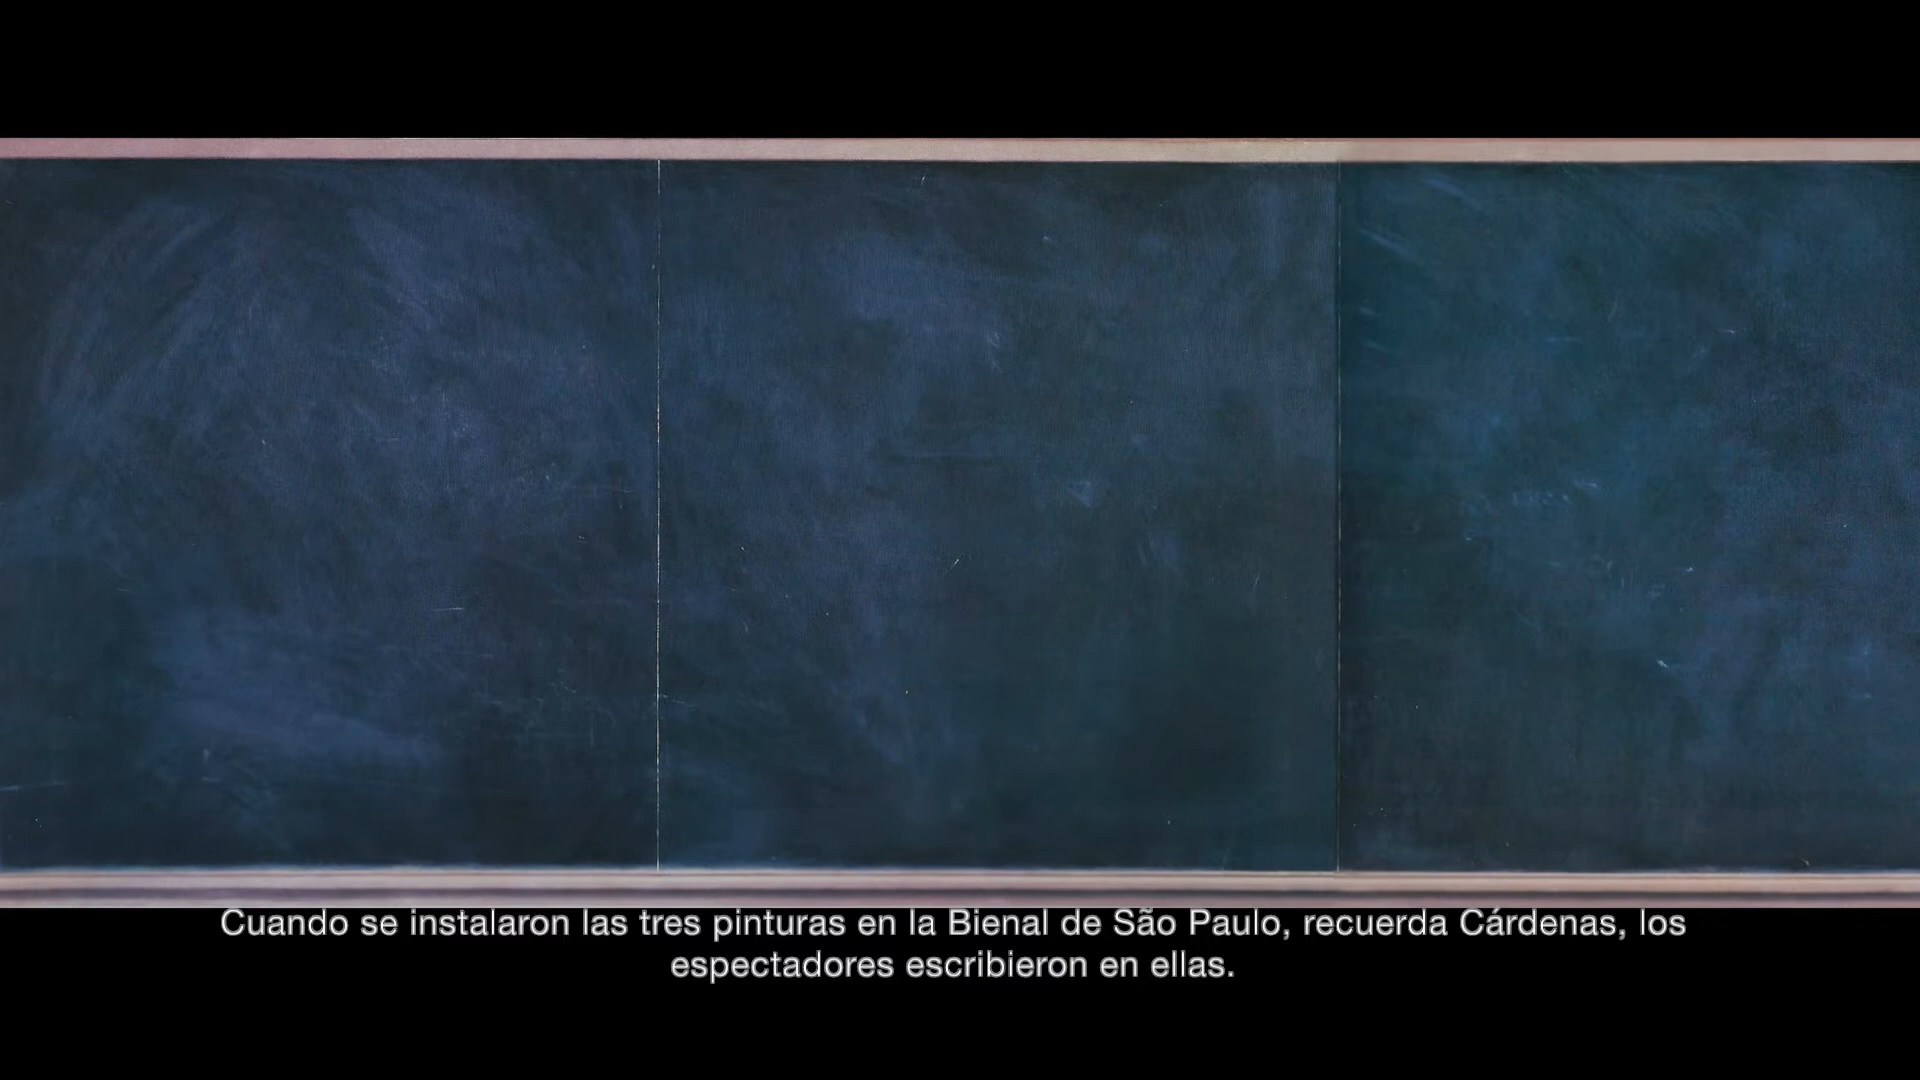 Cuando se instalaron las tres pinturas en la Bienal de São Paulo, recuerda Cárdenas, los
espectadores escribieron en ellas.